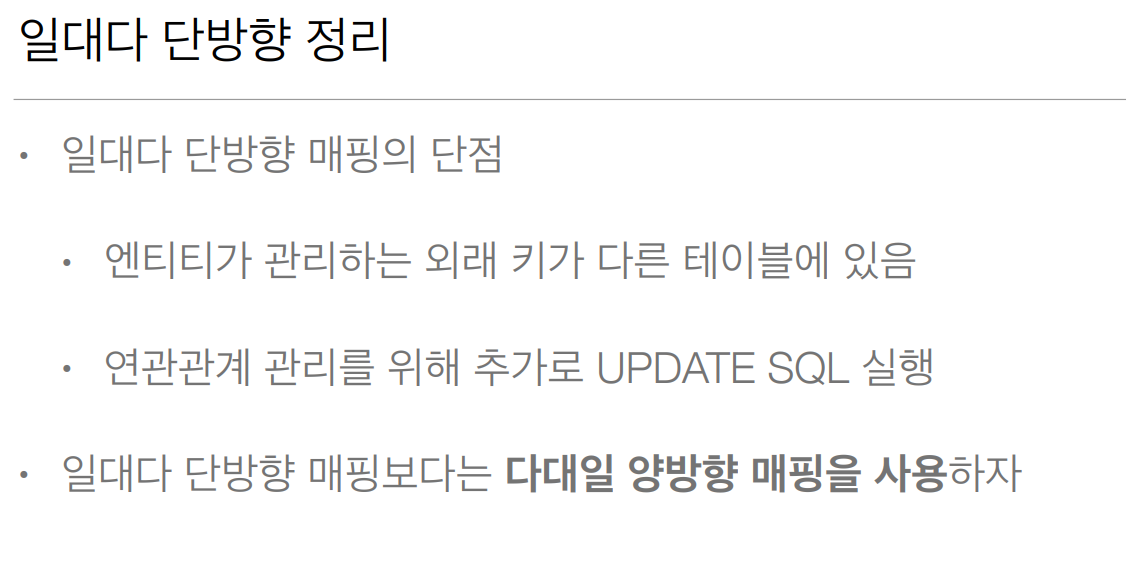 일대다 단방향 정리
• 일대다 단방향 매핑의 단점
• 엔티티가 관리하는 외래 키가 다른 테이블에 있음
• 연관관계 관리를 위해 추가로 UPDATE SQL 실행
• 일대다 단방향 매핑보다는 다대일 양방향 매핑을 사용하자